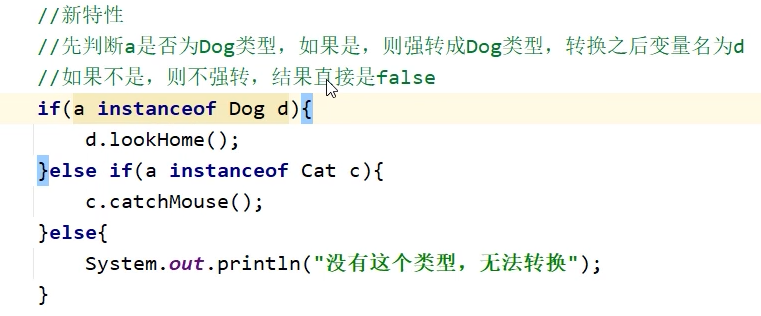 //新特性
//先判断a是否为Dog类型，如果是，则强转成Dog类型，转换之后变量名为d
//如果不是，则不强转，结果直接是false
if(a instanceof Dog d){
d.lookHome();
}else if(a instanceof Cat c){
c.catchMouse();
}else{
System.out.println("没有这个类型，无法转换");
}